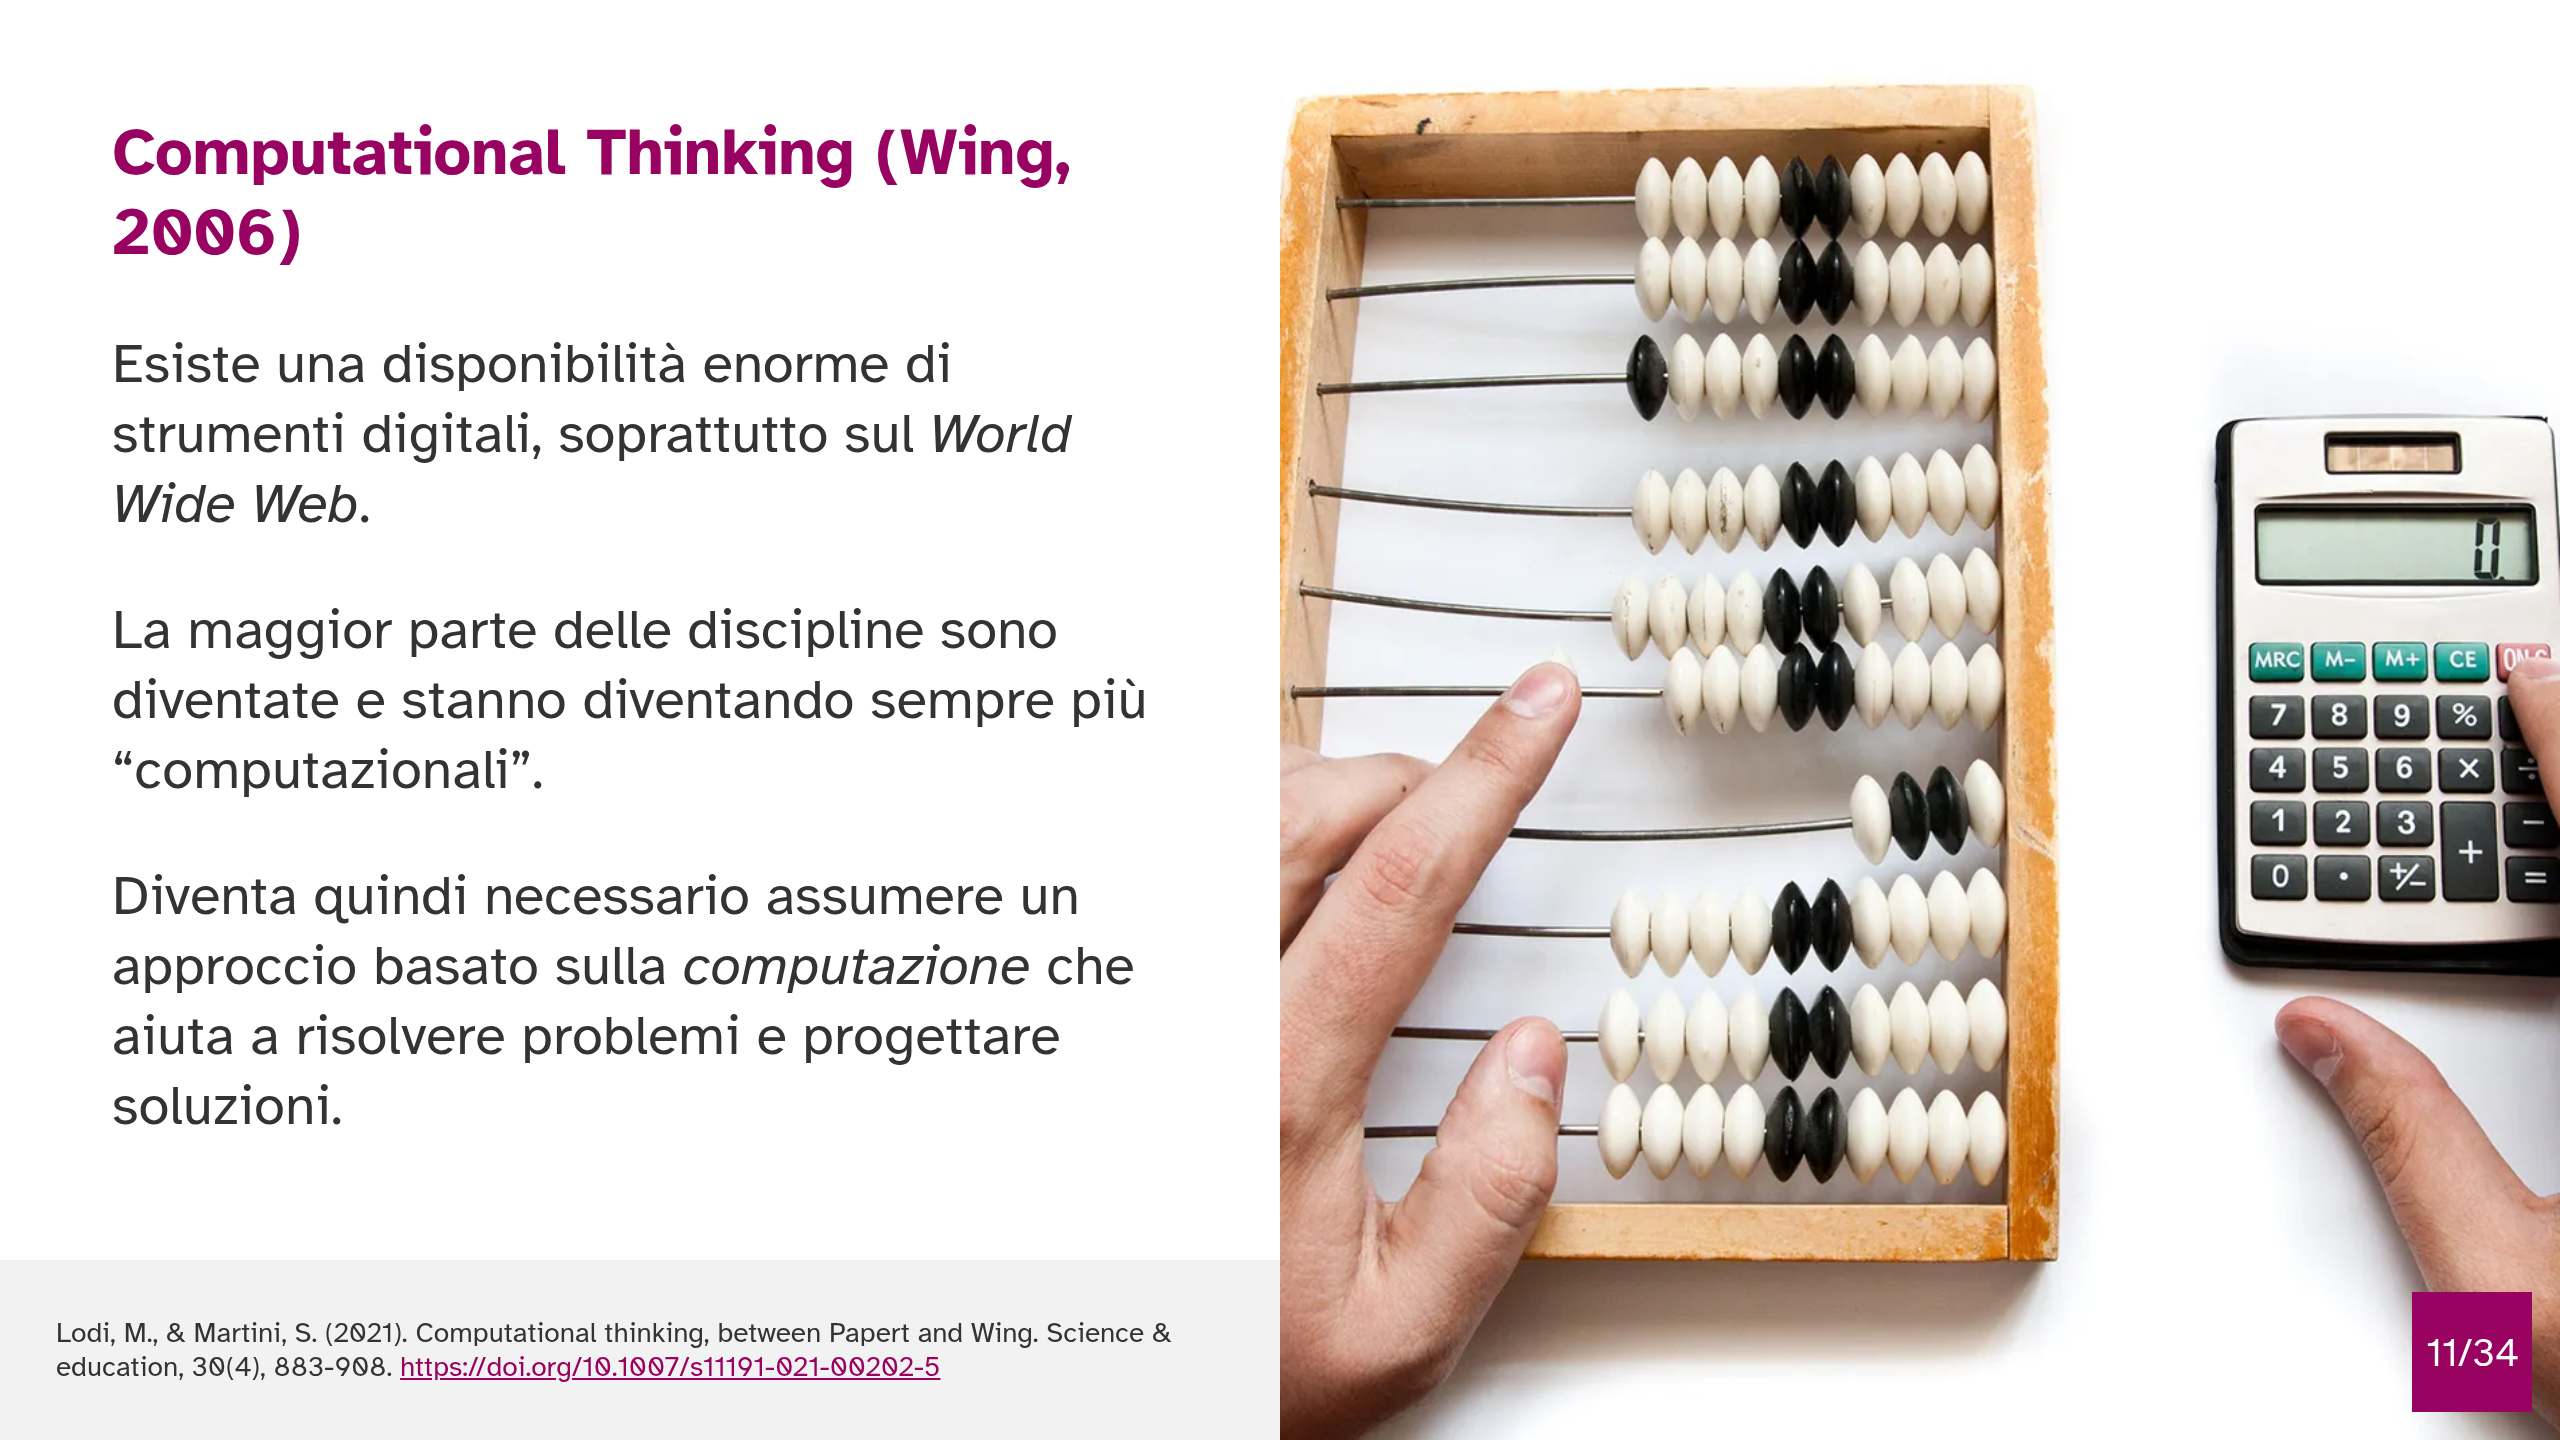 Computational Thinking (Wing,
2006)
Esiste una disponibilità enorme di
strumenti digitali, soprattutto sul World
Wide Web.
La maggior parte delle discipline sono
diventate e stanno diventando sempre più
“computazionali”.
Diventa quindi necessario assumere un
approccio basato sulla computazione che
aiuta a risolvere problemi e progettare
soluzioni.
Lodi, M., & Martini, S. (2021). Computational thinking, between Papert and Wing. Science &
education, 30(4), 883-908. https://doi.org/10.1007/s11191-021-00202-5
0.
MRC M− M+ CE
7 8 9 %
4 5 6 × ÷
1 2 3 −
+
0 . +/− =
11/34